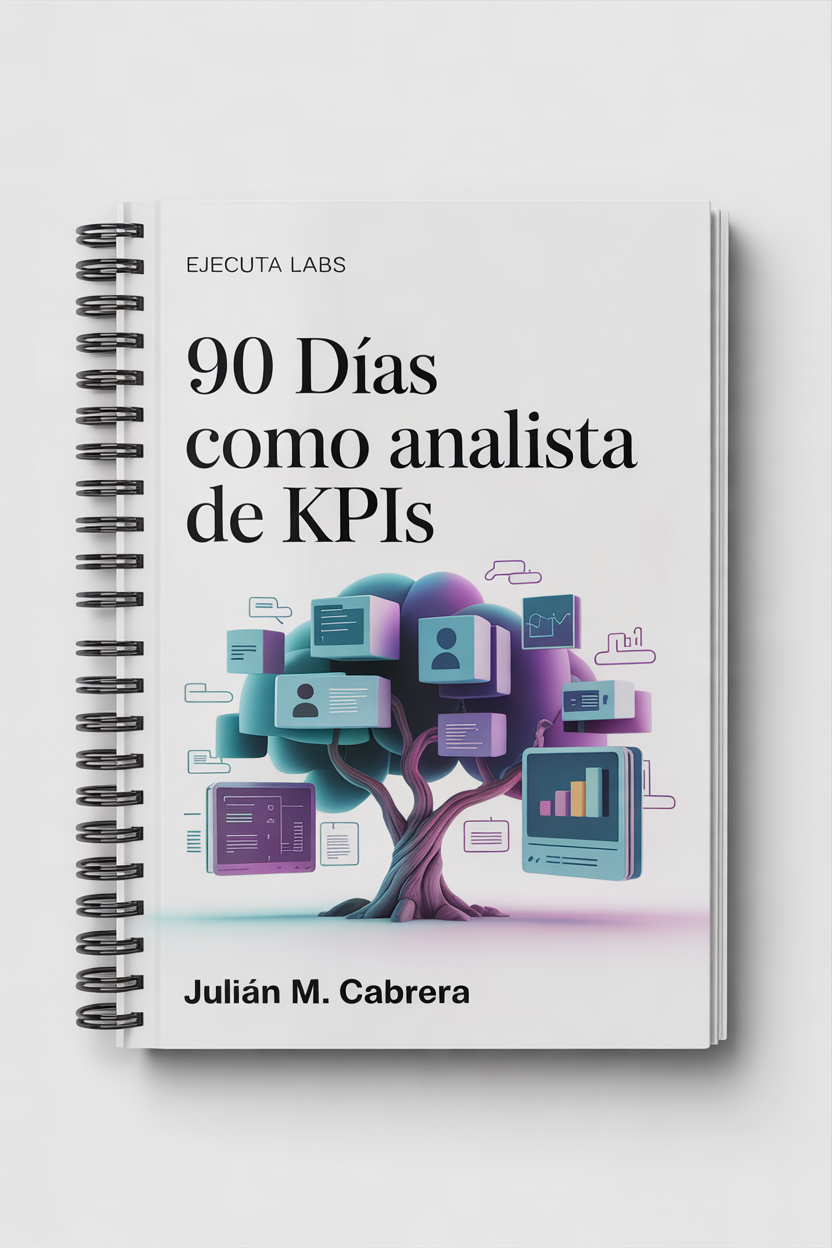 EJECUTA LABS
90 Días
como analista
de KPIs
Julián M. Cabrera